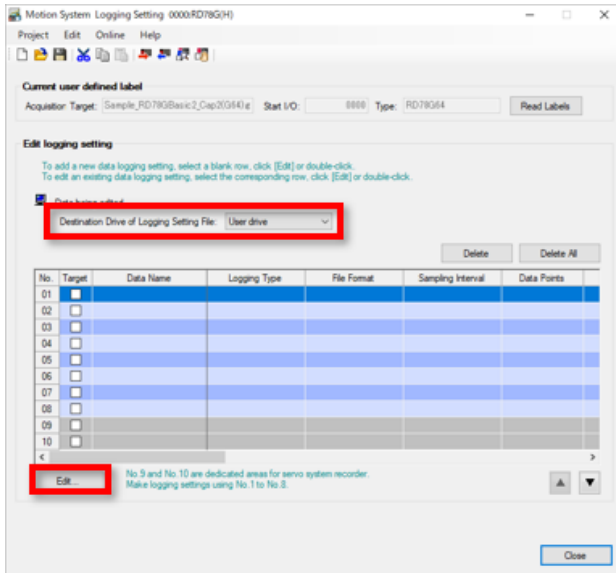 Motion System Logging Setting 0000:RD78G(H)
Project Edit Online Help
Current user defined label
Acquisition Target: Sample_RD78GBasic2_Cap2(G64)g Start I/O: 0000 Type: RD78G64 Read Labels
Edit logging setting
To add a new data logging setting, select a blank row, click [Edit] or double-click.
To edit an existing data logging setting, select the corresponding row, click [Edit] or double-click.
Data being edited
Destination Drive of Logging Setting File: User drive
Delete Delete All
No. Target Data Name Logging Type File Format Sampling Interval Data Points
01
02
03
04
05
06
07
08
09
10
Edit... No.9 and No.10 are dedicated areas for servo system recorder.
Make logging settings using No.1 to No.8.
Close